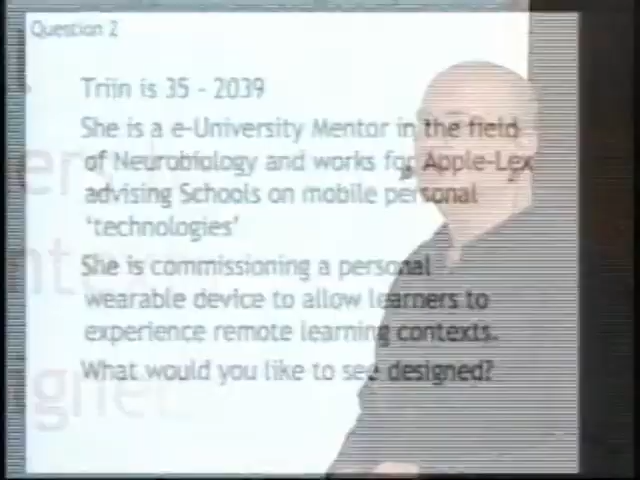 Question 2
Triin is 35 - 2039
She is a e-University Mentor in the field
of Neurobiology and works for Apple-Lex
advising Schools on mobile personal
'technologies'
She is commissioning a personal
wearable device to allow learners to
experience remote learning contexts.
What would you like to see designed?